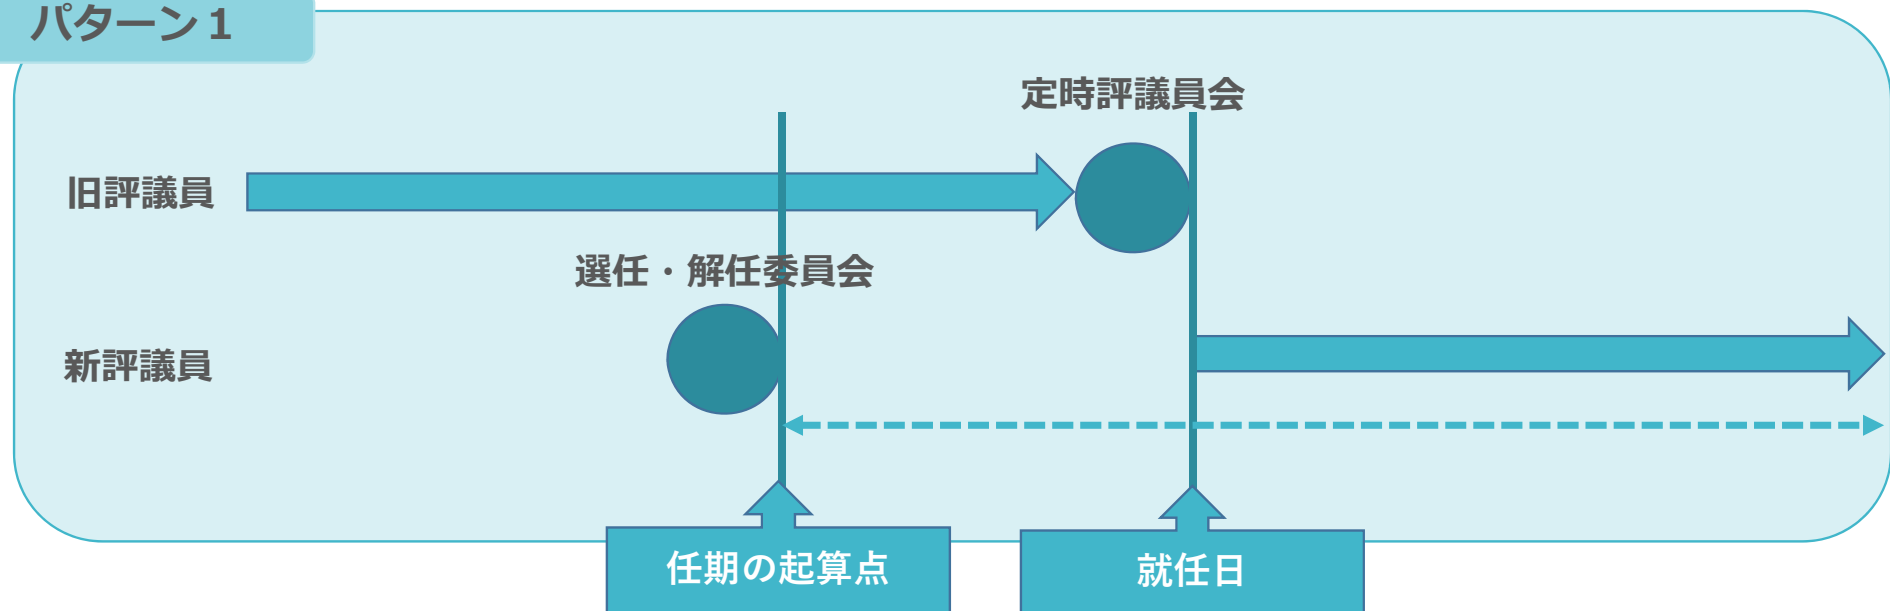 パターン１
定時評議員会
旧評議員
選任・解任委員会
新評議員
任期の起算点
就任日